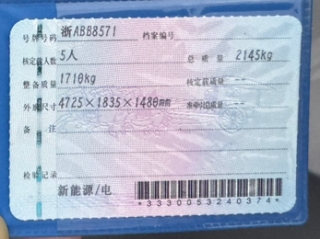 号牌号码 浙ABB8571 档案编号
核定载人数 5人 总质量 2145kg
整备质量 1710kg 核定载质量 --
外廓尺寸 4725×1835×1480mm 准牵引总质量 --
备注
检验记录
新能源/电
*3330053240374*